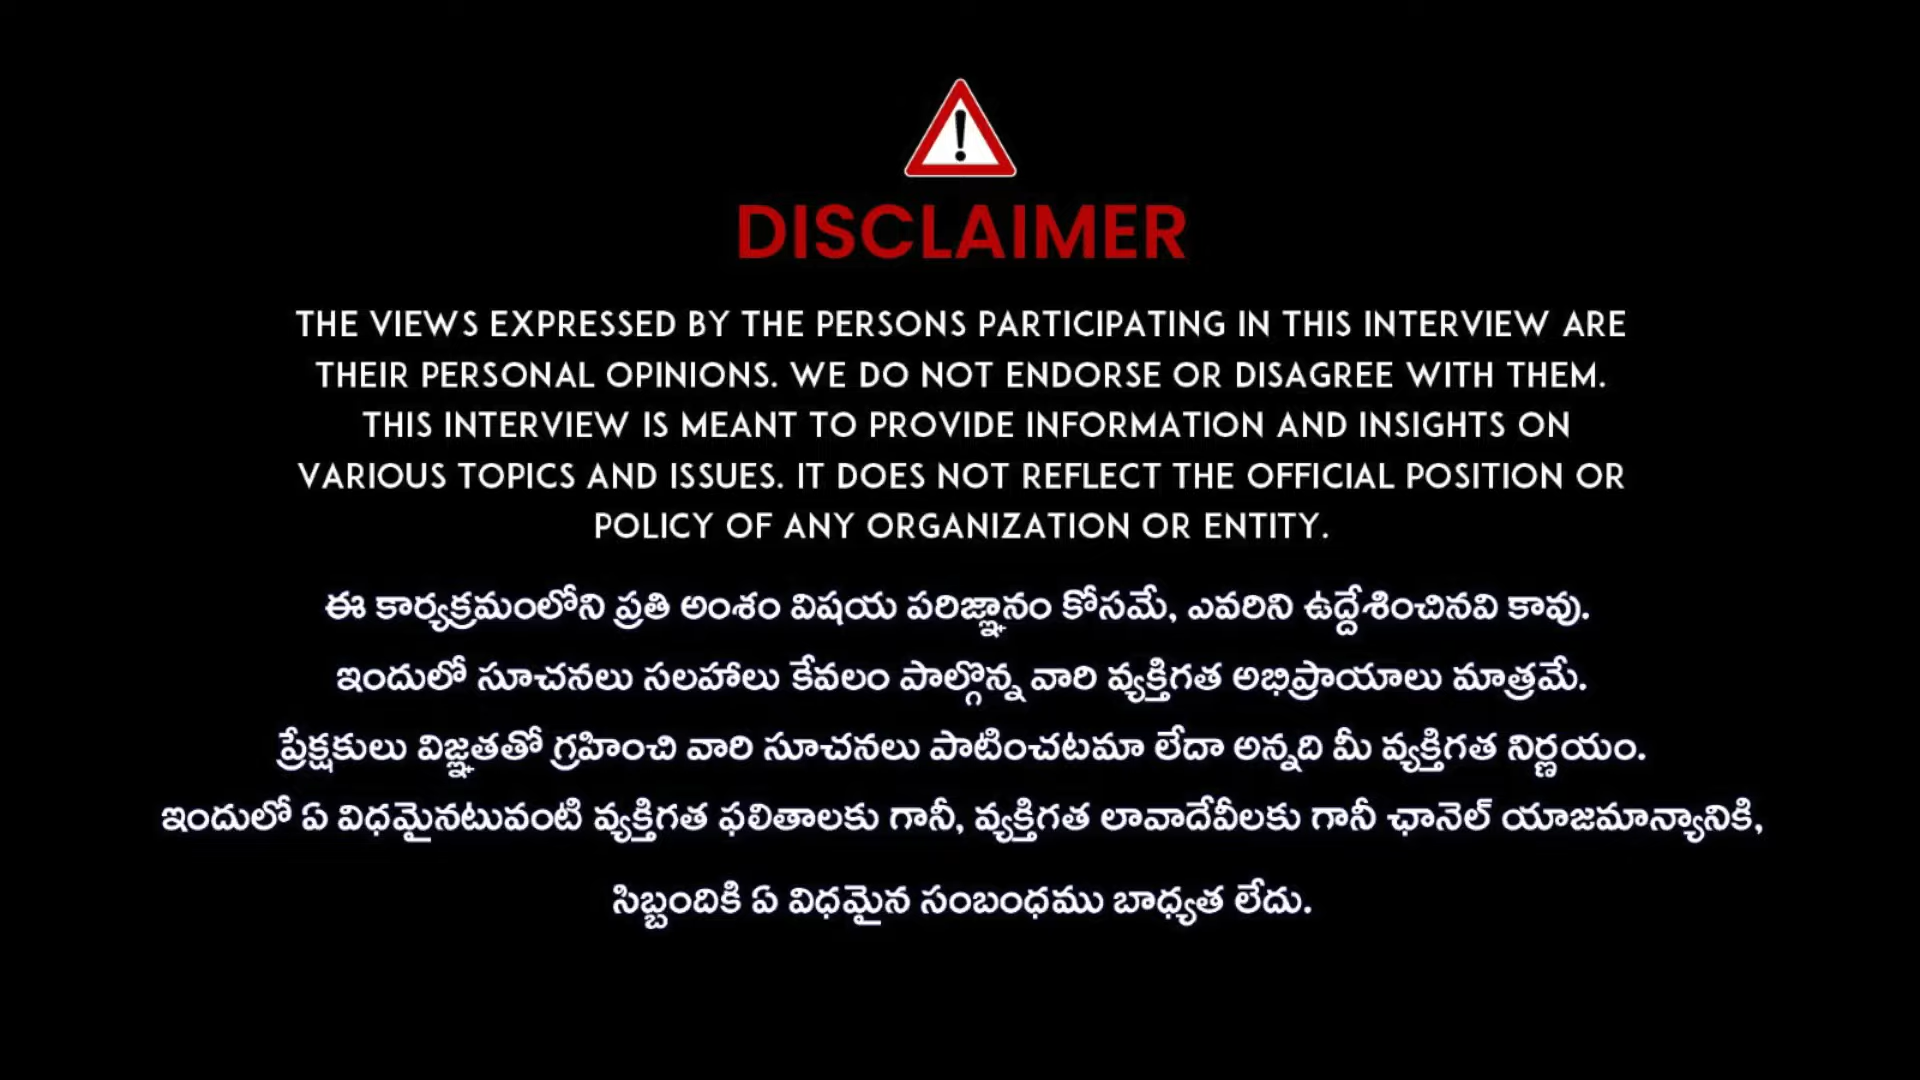 DISCLAIMER
THE VIEWS EXPRESSED BY THE PERSONS PARTICIPATING IN THIS INTERVIEW ARE
THEIR PERSONAL OPINIONS. WE DO NOT ENDORSE OR DISAGREE WITH THEM.
THIS INTERVIEW IS MEANT TO PROVIDE INFORMATION AND INSIGHTS ON
VARIOUS TOPICS AND ISSUES. IT DOES NOT REFLECT THE OFFICIAL POSITION OR
POLICY OF ANY ORGANIZATION OR ENTITY.
ఈ కార్యక్రమంలోని ప్రతి అంశం విషయ పరిజ్ఞానం కోసమే, ఎవరిని ఉద్దేశించినవి కావు.
ఇందులో సూచనలు సలహాలు కేవలం పాల్గొన్న వారి వ్యక్తిగత అభిప్రాయాలు మాత్రమే.
ప్రేక్షకులు విజ్ఞతతో గ్రహించి వారి సూచనలు పాటించటమా లేదా అన్నది మీ వ్యక్తిగత నిర్ణయం.
ఇందులో ఏ విధమైనటువంటి వ్యక్తిగత ఫలితాలకు గానీ, వ్యక్తిగత లావాదేవీలకు గానీ ఛానెల్ యాజమాన్యానికి,
సిబ్బందికి ఏ విధమైన సంబంధము బాధ్యత లేదు.